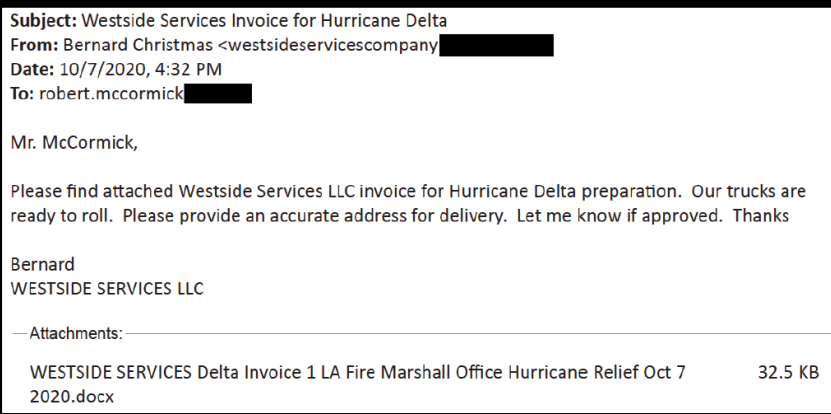 Subject: Westside Services Invoice for Hurricane Delta
From: Bernard Christmas <westsideservicescompany
Date: 10/7/2020, 4:32 PM
To: robert.mccormick
Mr. McCormick,
Please find attached Westside Services LLC invoice for Hurricane Delta preparation.  Our trucks are
ready to roll.  Please provide an accurate address for delivery.  Let me know if approved.  Thanks
Bernard
WESTSIDE SERVICES LLC
Attachments:
WESTSIDE SERVICES Delta Invoice 1 LA Fire Marshall Office Hurricane Relief Oct 7 32.5 KB
2020.docx